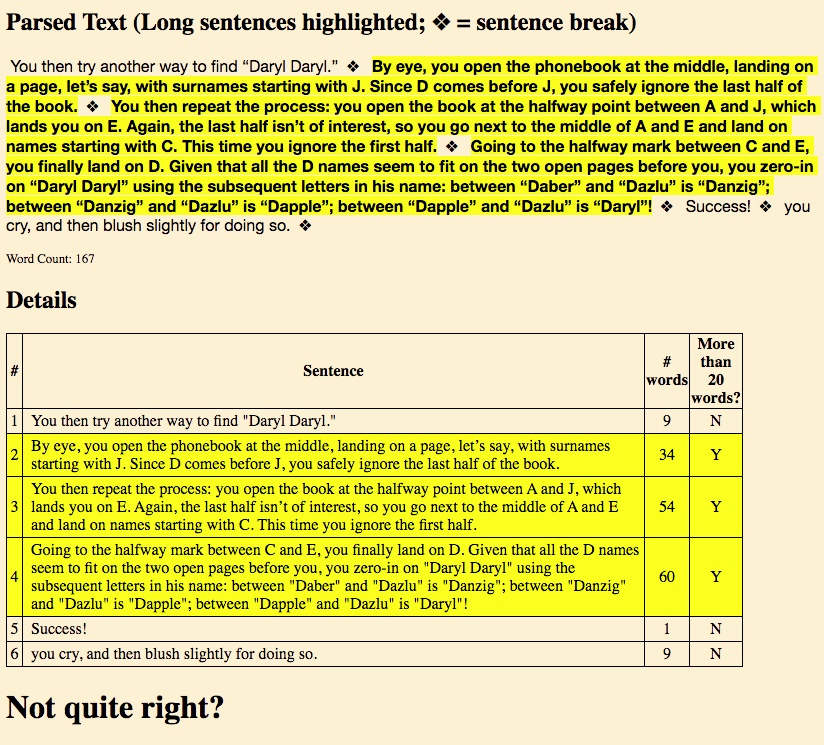 Parsed Text (Long sentences highlighted; ❖ = sentence break)
You then try another way to find “Daryl Daryl.” ❖ By eye, you open the phonebook at the middle, landing on
a page, let’s say, with surnames starting with J. Since D comes before J, you safely ignore the last half of
the book. ❖ You then repeat the process: you open the book at the halfway point between A and J, which
lands you on E. Again, the last half isn’t of interest, so you go next to the middle of A and E and land on
names starting with C. This time you ignore the first half. ❖ Going to the halfway mark between C and E,
you finally land on D. Given that all the D names seem to fit on the two open pages before you, you zero-in
on “Daryl Daryl” using the subsequent letters in his name: between “Daber” and “Dazlu” is “Danzig”;
between “Danzig” and “Dazlu” is “Dapple”; between “Dapple” and “Dazlu” is “Daryl”! ❖ Success! ❖ you
cry, and then blush slightly for doing so. ❖
Word Count: 167
Details
# Sentence # words More than 20 words?
1 You then try another way to find "Daryl Daryl." 9 N
2 By eye, you open the phonebook at the middle, landing on a page, let’s say, with surnames
starting with J. Since D comes before J, you safely ignore the last half of the book. 34 Y
3 You then repeat the process: you open the book at the halfway point between A and J, which
lands you on E. Again, the last half isn’t of interest, so you go next to the middle of A and E
and land on names starting with C. This time you ignore the first half. 54 Y
4 Going to the halfway mark between C and E, you finally land on D. Given that all the D names
seem to fit on the two open pages before you, you zero-in on "Daryl Daryl" using the
subsequent letters in his name: between "Daber" and "Dazlu" is "Danzig"; between "Danzig"
and "Dazlu" is "Dapple"; between "Dapple" and "Dazlu" is "Daryl"! 60 Y
5 Success! 1 N
6 you cry, and then blush slightly for doing so. 9 N
Not quite right?